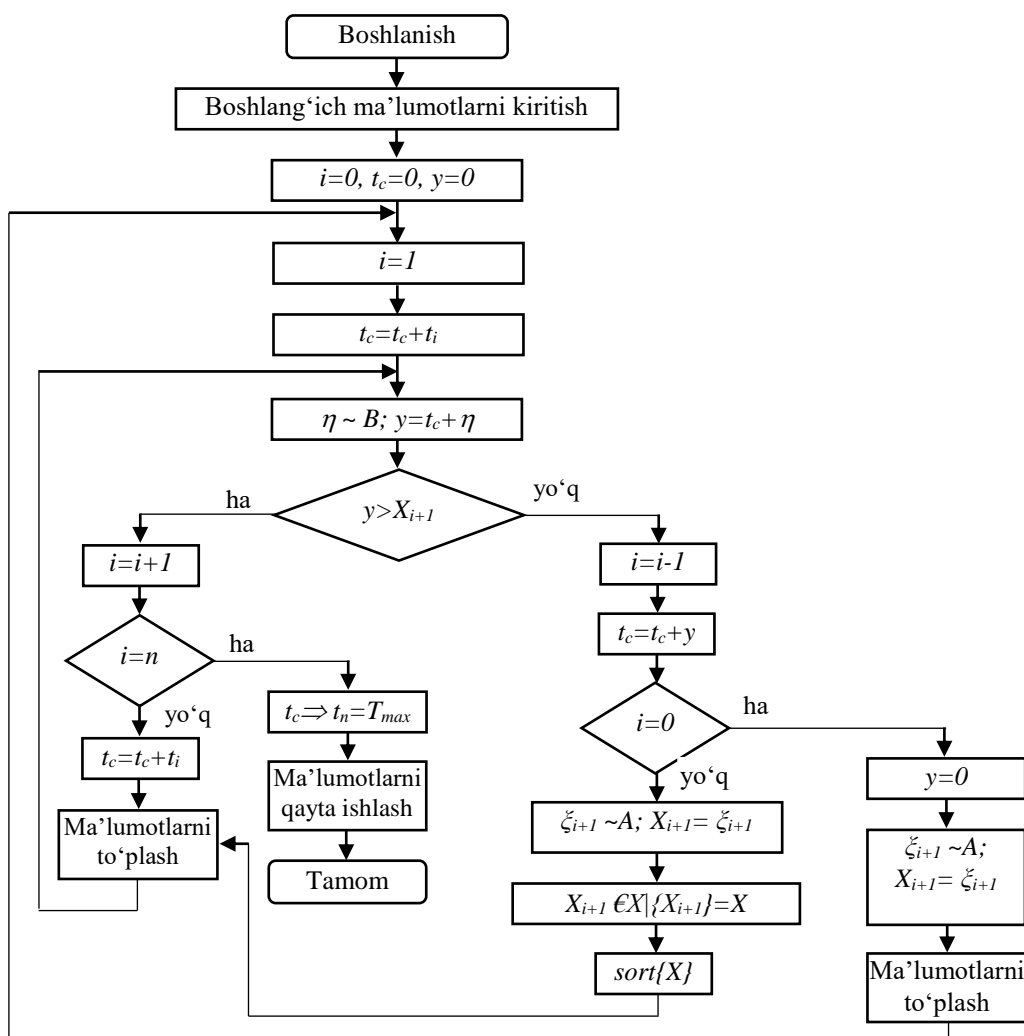 Boshlanish
Boshlang‘ich ma’lumotlarni kiritish
i=0, t_c=0, y=0
i=1
t_c=t_c+t_i
η ~ B; y=t_c+ η
y>X_{i+1}
ha
yo‘q
i=i+1
i=n
ha
yo‘q
t_c=t_c+t_i
Ma’lumotlarni
to‘plash
t_c⇒ t_n=T_{max}
Ma’lumotlarni
qayta ishlash
Tamom
i=i-1
t_c=t_c+y
i=0
ha
yo‘q
ξ_{i+1} ~A; X_{i+1}= ξ_{i+1}
X_{i+1} €X|{X_{i+1}}=X
sort{X}
y=0
ξ_{i+1} ~A;
X_{i+1}= ξ_{i+1}
Ma’lumotlarni
to‘plash